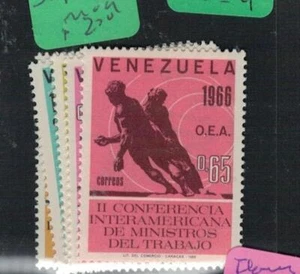 VENEZUELA
1966
O.E.A.
0.65
correos
II CONFERENCIA
INTERAMERICANA
DE MINISTROS
DEL TRABAJO